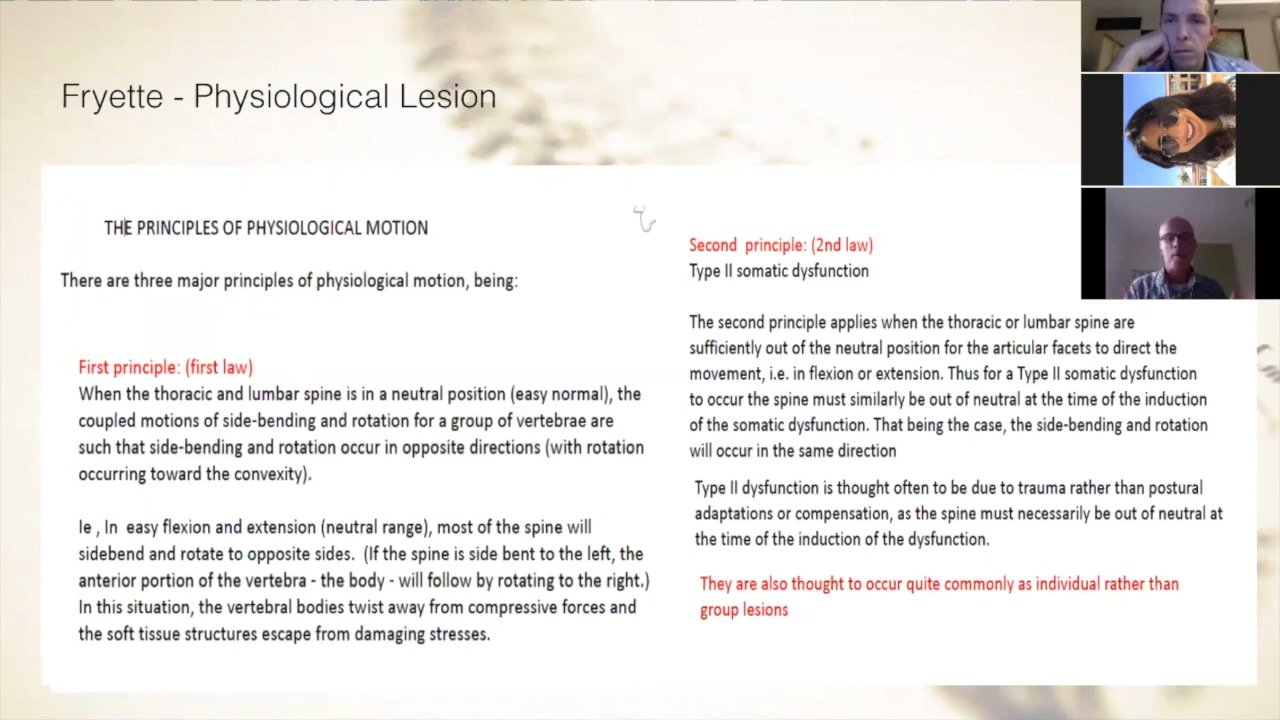 Fryette - Physiological Lesion
THE PRINCIPLES OF PHYSIOLOGICAL MOTION
There are three major principles of physiological motion, being:
First principle: (first law)
When the thoracic and lumbar spine is in a neutral position (easy normal), the
coupled motions of side-bending and rotation for a group of vertebrae are
such that side-bending and rotation occur in opposite directions (with rotation
occurring toward the convexity).
Ie , In easy flexion and extension (neutral range), most of the spine will
sidebend and rotate to opposite sides. (If the spine is side bent to the left, the
anterior portion of the vertebra - the body - will follow by rotating to the right.)
In this situation, the vertebral bodies twist away from compressive forces and
the soft tissue structures escape from damaging stresses.
Second principle: (2nd law)
Type II somatic dysfunction
The second principle applies when the thoracic or lumbar spine are
sufficiently out of the neutral position for the articular facets to direct the
movement, i.e. in flexion or extension. Thus for a Type II somatic dysfunction
to occur the spine must similarly be out of neutral at the time of the induction
of the somatic dysfunction. That being the case, the side-bending and rotation
will occur in the same direction
Type II dysfunction is thought often to be due to trauma rather than postural
adaptations or compensation, as the spine must necessarily be out of neutral at
the time of the induction of the dysfunction.
They are also thought to occur quite commonly as individual rather than
group lesions